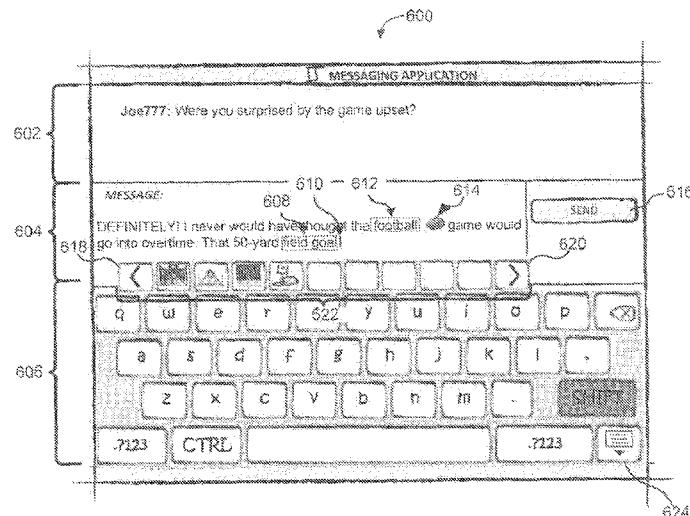 600
MESSAGING APPLICATION
Joe777: Were you surprised by the game upset?
602
MESSAGE:
604
608
610
612
614
616
SEND
DEFINITELY! I never would have thought the football game would
go into overtime. That 50-yard field goal
618
620
622
606
q w e r y u i o p
a s d f g h j k l .
z x c v b n m .
SHIFT
.?123 CTRL .?123
624